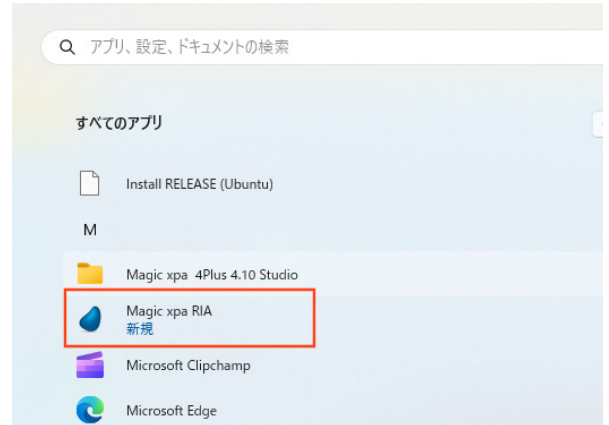 アプリ、設定、ドキュメントの検索
すべてのアプリ
Install RELEASE (Ubuntu)
M
Magic xpa  4Plus 4.10 Studio
Magic xpa RIA
新規
Microsoft Clipchamp
Microsoft Edge